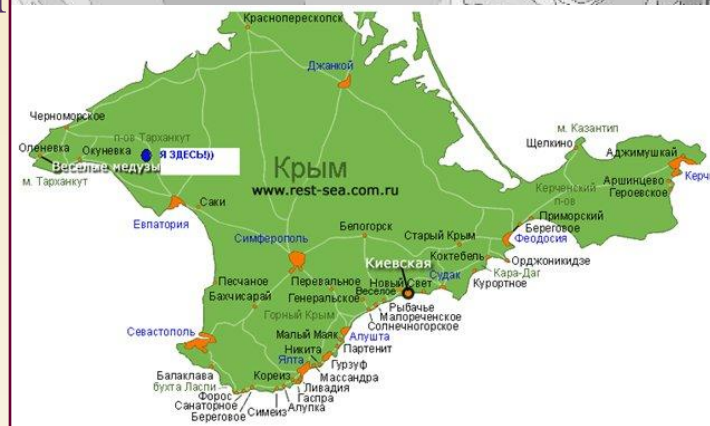 Красноперескопск
Джанкой
Черноморское
п-ов Тарханкут
Оленевка
Окуневка
Я ЗДЕСЬ!))
Веселые медузы
м. Тарханкут
м. Казантип
Щелкино
Аджимушкай
Крым
www.rest-sea.com.ru
Керченский
п-ов
Аршинцево
Героевское
Саки
Евпатория
Приморский
Береговое
Феодосия
Белогорск
Старый Крым
Симферополь
Коктебель
Орджоникидзе
Киевская
Кара-Даг
Судак
Курортное
Песчаное
Перевальное
Новый Свет
Бахчисарай
Генеральское
Веселое
Рыбачье
Малореченское
Солнечногорское
Горный Крым
Севастополь
Малый Маяк
Алушта
Партенит
Никита
Ялта
Гурзуф
Массандра
Балаклава
Кореиз
Ливадия
бухта Ласпи
Гаспра
Форос
Алупка
Санаторное
Симеиз
Береговое